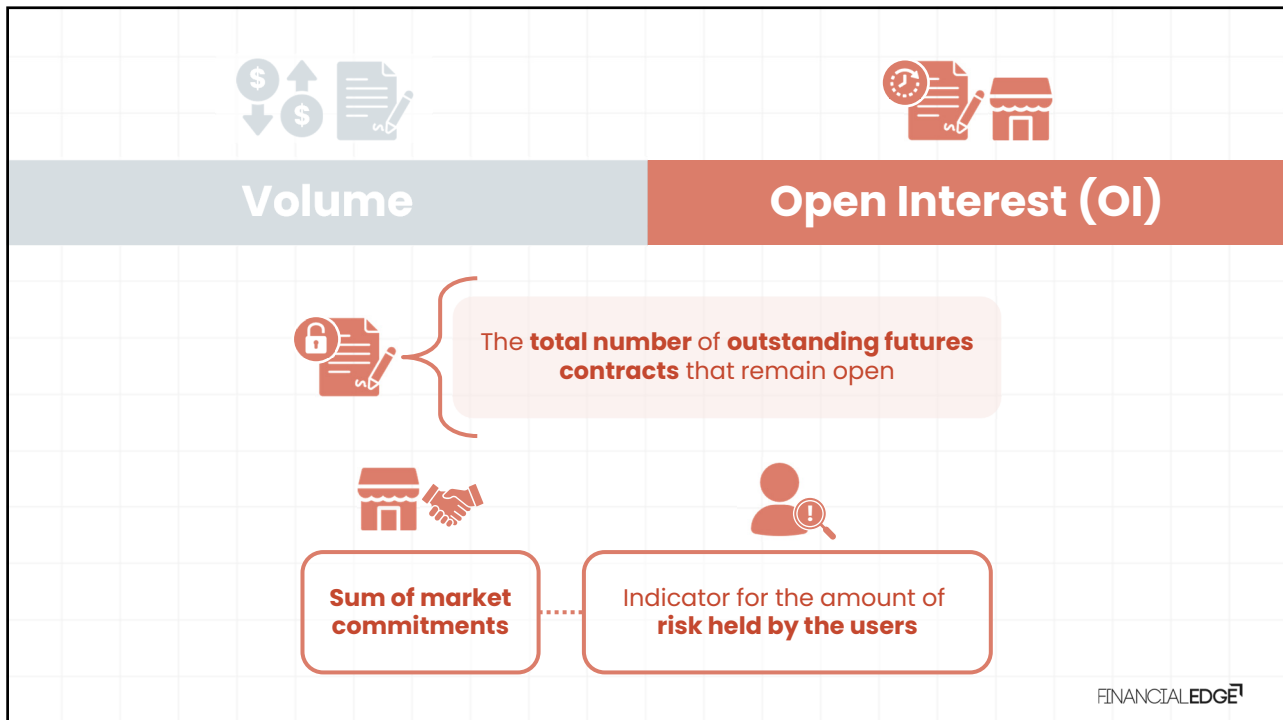 $
$
Volume
Open Interest (OI)
The total number of outstanding futures
contracts that remain open
!
Sum of market
commitments
Indicator for the amount of
risk held by the users
FINANCIALEDGE